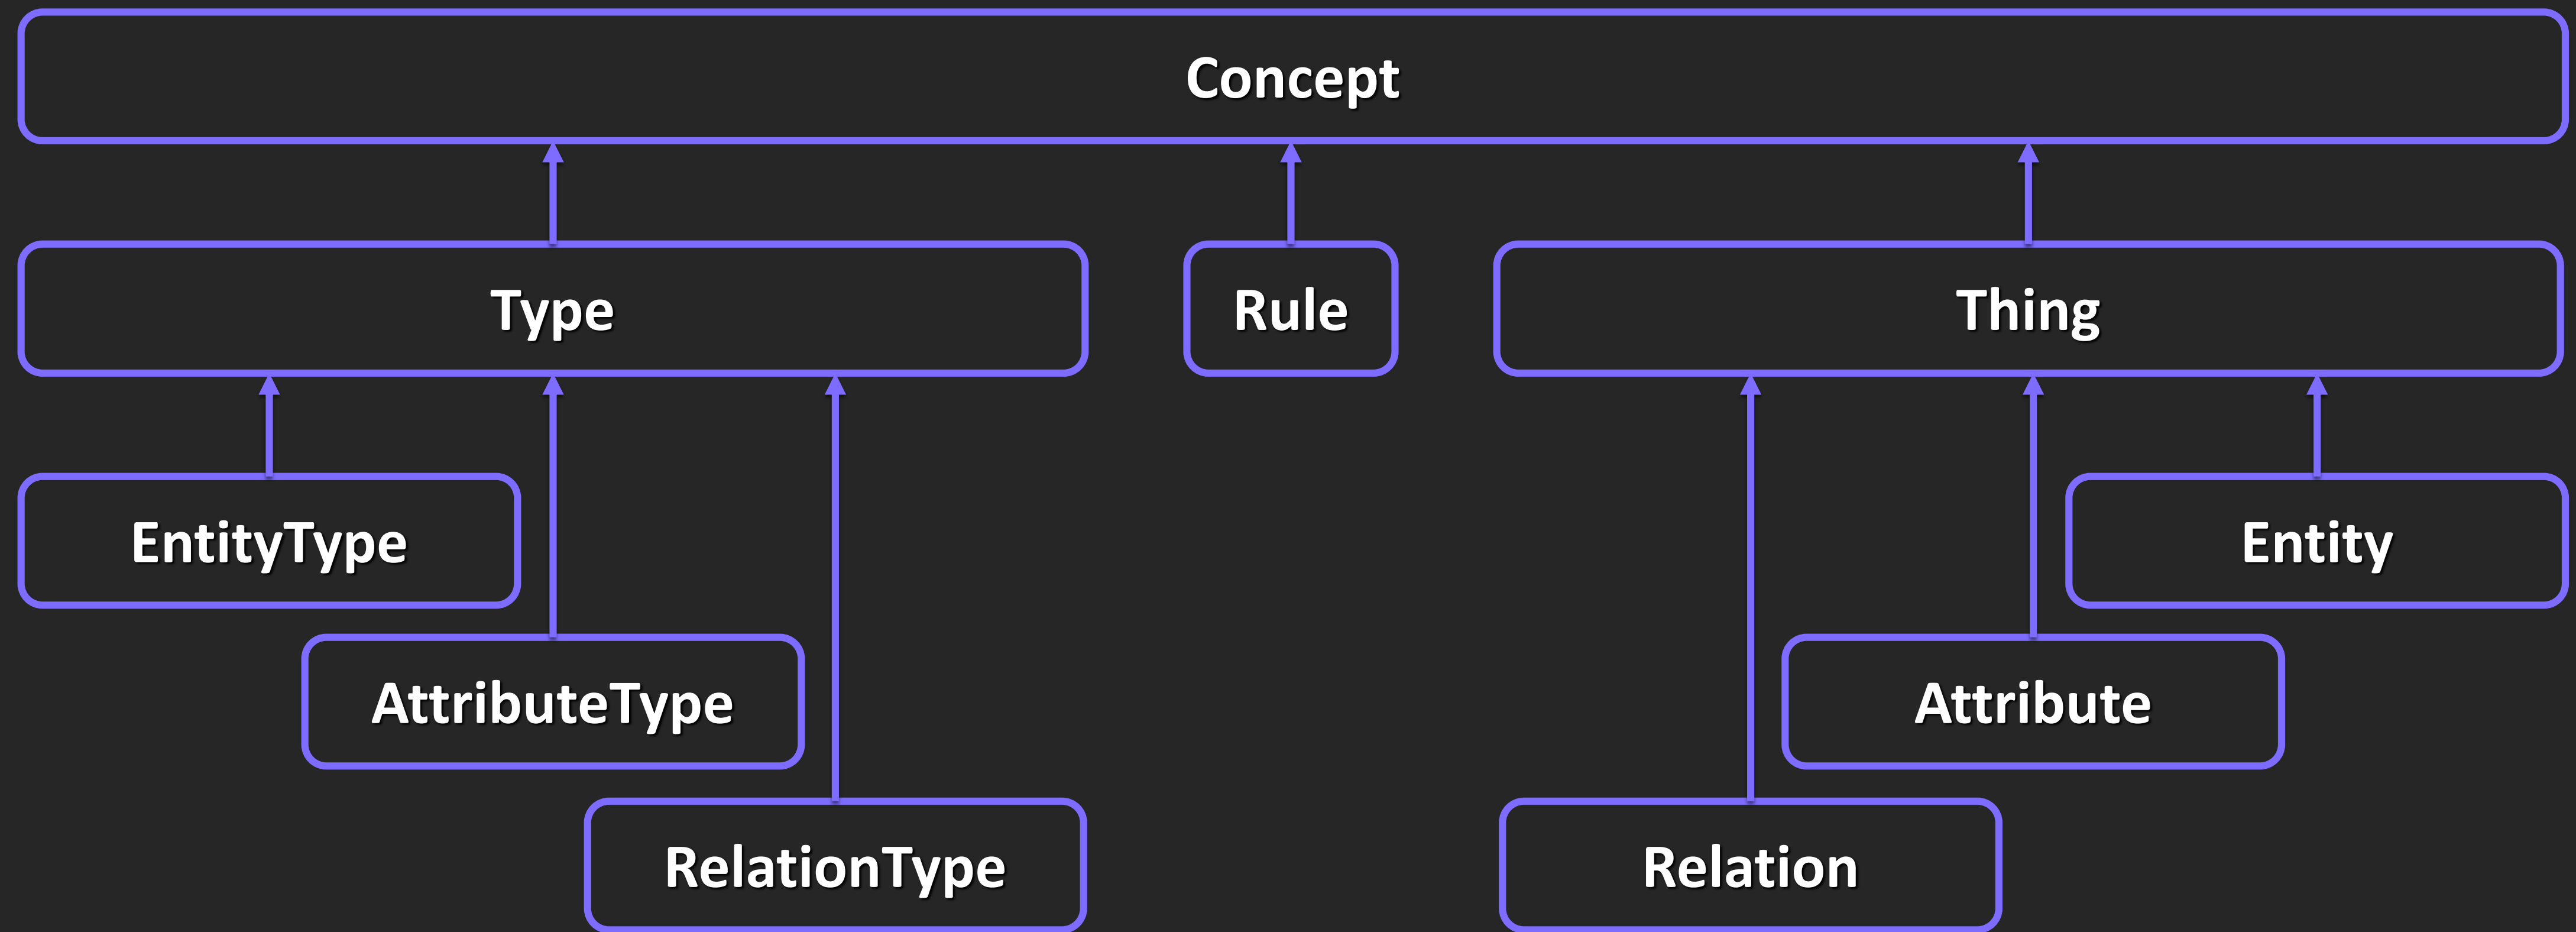 Concept
Type
Rule
Thing
EntityType
Entity
AttributeType
Attribute
RelationType
Relation